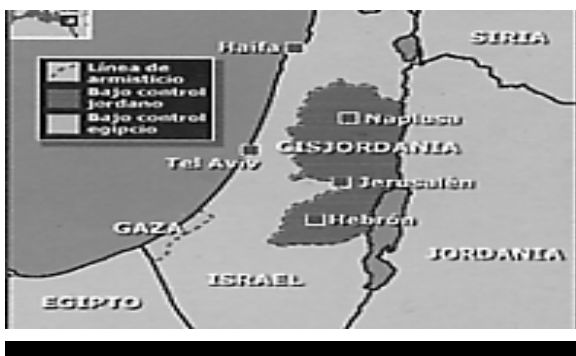 Haifa
SIRIA
Línea de
armisticio
Bajo control
jordano
Bajo control
egipcio
Naplusa
CISJORDANIA
Tel Aviv
Jerusalén
GAZA
Hebrón
JORDANIA
ISRAEL
EGIPTO